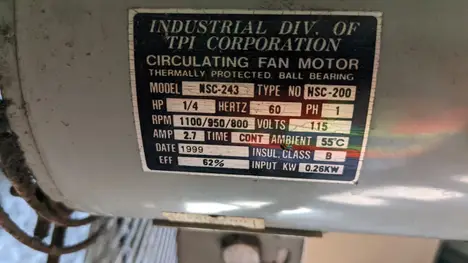 INDUSTRIAL DIV. OF
TPI CORPORATION
CIRCULATING FAN MOTOR
THERMALLY PROTECTED BALL BEARING
MODEL NSC-243 TYPE NO NSC-200
HP 1/4 HERTZ 60 PH 1
RPM 1100/950/800 VOLTS 115
AMP 2.7 TIME CONT AMBIENT 55°C
DATE 1999 INSUL.CLASS B
EFF 62% INPUT KW 0.26KW